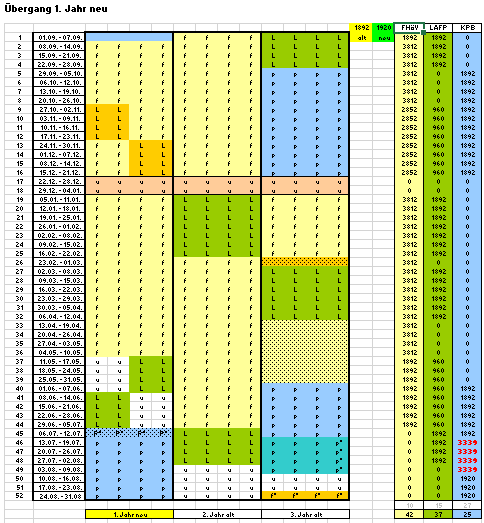 Übergang 1. Jahr neu
1892 alt 1920 neu FHöV LAFP KPB
1 01.09. - 07.09. f f f f L L L L 1892 1892 0
2 08.09. - 14.09. f f f f f f f f L L L L 3812 1892 0
3 15.09. - 21.09. f f f f f f f f L L L L 3812 1892 0
4 22.09. - 28.09. f f f f f f f f L L L L 3812 1892 0
5 29.09. - 05.10. f f f f f f f f p p p p 3812 0 1892
6 06.10. - 12.10. f f f f f f f f p p p p 3812 0 1892
7 13.10. - 19.10. f f f f f f f f p p p p 3812 0 1892
8 20.10. - 26.10. f f f f f f f f p p p p 3812 0 1892
9 27.10. - 02.11. L L f f f f f f p p p p 2852 960 1892
10 03.11. - 09.11. L L f f f f f f p p p p 2852 960 1892
11 10.11. - 16.11. L L f f f f f f p p p p 2852 960 1892
12 17.11. - 23.11. L L f f f f f f p p p p 2852 960 1892
13 24.11. - 30.11. f f L L f f f f p p p p 2852 960 1892
14 01.12. - 07.12. f f L L f f f f p p p p 2852 960 1892
15 08.12. - 14.12. f f L L f f f f p p p p 2852 960 1892
16 15.12. - 21.12. f f L L f f f f p p p p 2852 960 1892
17 22.12. - 28.12. u u u u u u u u u u u u 0 0 0
18 29.12. - 04.01. u u u u u u u u u u u u 0 0 0
19 05.01. - 11.01. f f f f L L L L f f f f 3812 1892 0
20 12.01. - 18.01. f f f f L L L L f f f f 3812 1892 0
21 19.01. - 25.01. f f f f L L L L f f f f 3812 1892 0
22 26.01. - 01.02. f f f f L L L L f f f f 3812 1892 0
23 02.02. - 08.02. f f f f L L L L f f f f 3812 1892 0
24 09.02. - 15.02. f f f f L L L L f f f f 3812 1892 0
25 16.02. - 22.02. f f f f L L L L f f f f 3812 1892 0
26 23.02. - 01.03. f f f f f f f f 3812 0 0
27 02.03. - 08.03. f f f f f f f f L L L L 3812 1892 0
28 09.03. - 15.03. f f f f f f f f L L L L 3812 1892 0
29 16.03. - 22.03. f f f f f f f f L L L L 3812 1892 0
30 23.03. - 29.03. f f f f f f f f L L L L 3812 1892 0
31 30.03. - 05.04. f f f f f f f f L L L L 3812 1892 0
32 06.04. - 12.04. f f f f f f f f L L L L 3812 1892 0
33 13.04. - 19.04. f f f f f f f f 3812 0 0
34 20.04. - 26.04. f f f f f f f f 3812 0 0
35 27.04. - 03.05. f f f f f f f f 3812 0 0
36 04.05. - 10.05. f f f f f f f f 3812 0 0
37 11.05. - 17.05. u u L L f f f f 1892 960 0
38 18.05. - 24.05. u u L L f f f f 1892 960 0
39 25.05. - 31.05. u u L L f f f f 1892 960 0
40 01.06. - 07.06. u u L L f f f f p p p p 1892 960 1892
41 08.06. - 14.06. L L u u f f f f p p p p 1892 960 1892
42 15.06. - 21.06. L L u u f f f f p p p p 1892 960 1892
43 22.06. - 28.06. L L u u f f f f p p p p 1892 960 1892
44 29.06. - 05.07. L L u u f f f f p p p p 1892 960 1892
45 06.07. - 12.07. L L L L p p p p 0 1892 1892
46 13.07. - 19.07. p p p p L L L L p p p p* 0 1892 3339
47 20.07. - 26.07. p p p p L L L L p p p p* 0 1892 3339
48 27.07. - 02.08. p p p p L L L L p p p p* 0 1892 3339
49 03.08. - 09.08. p p p p u u u u p p p p* 0 0 3339
50 10.08. - 16.08. p p p p u u u u u u u u 0 0 1920
51 17.08. - 23.08. p p p p u u u u u u u u 0 0 1920
52 24.08. - 31.08 p p p p u u u u f* f* f* f* 0 0 1920
10 15 27
1. Jahr neu 2. Jahr alt 3. Jahr alt 42 37 25